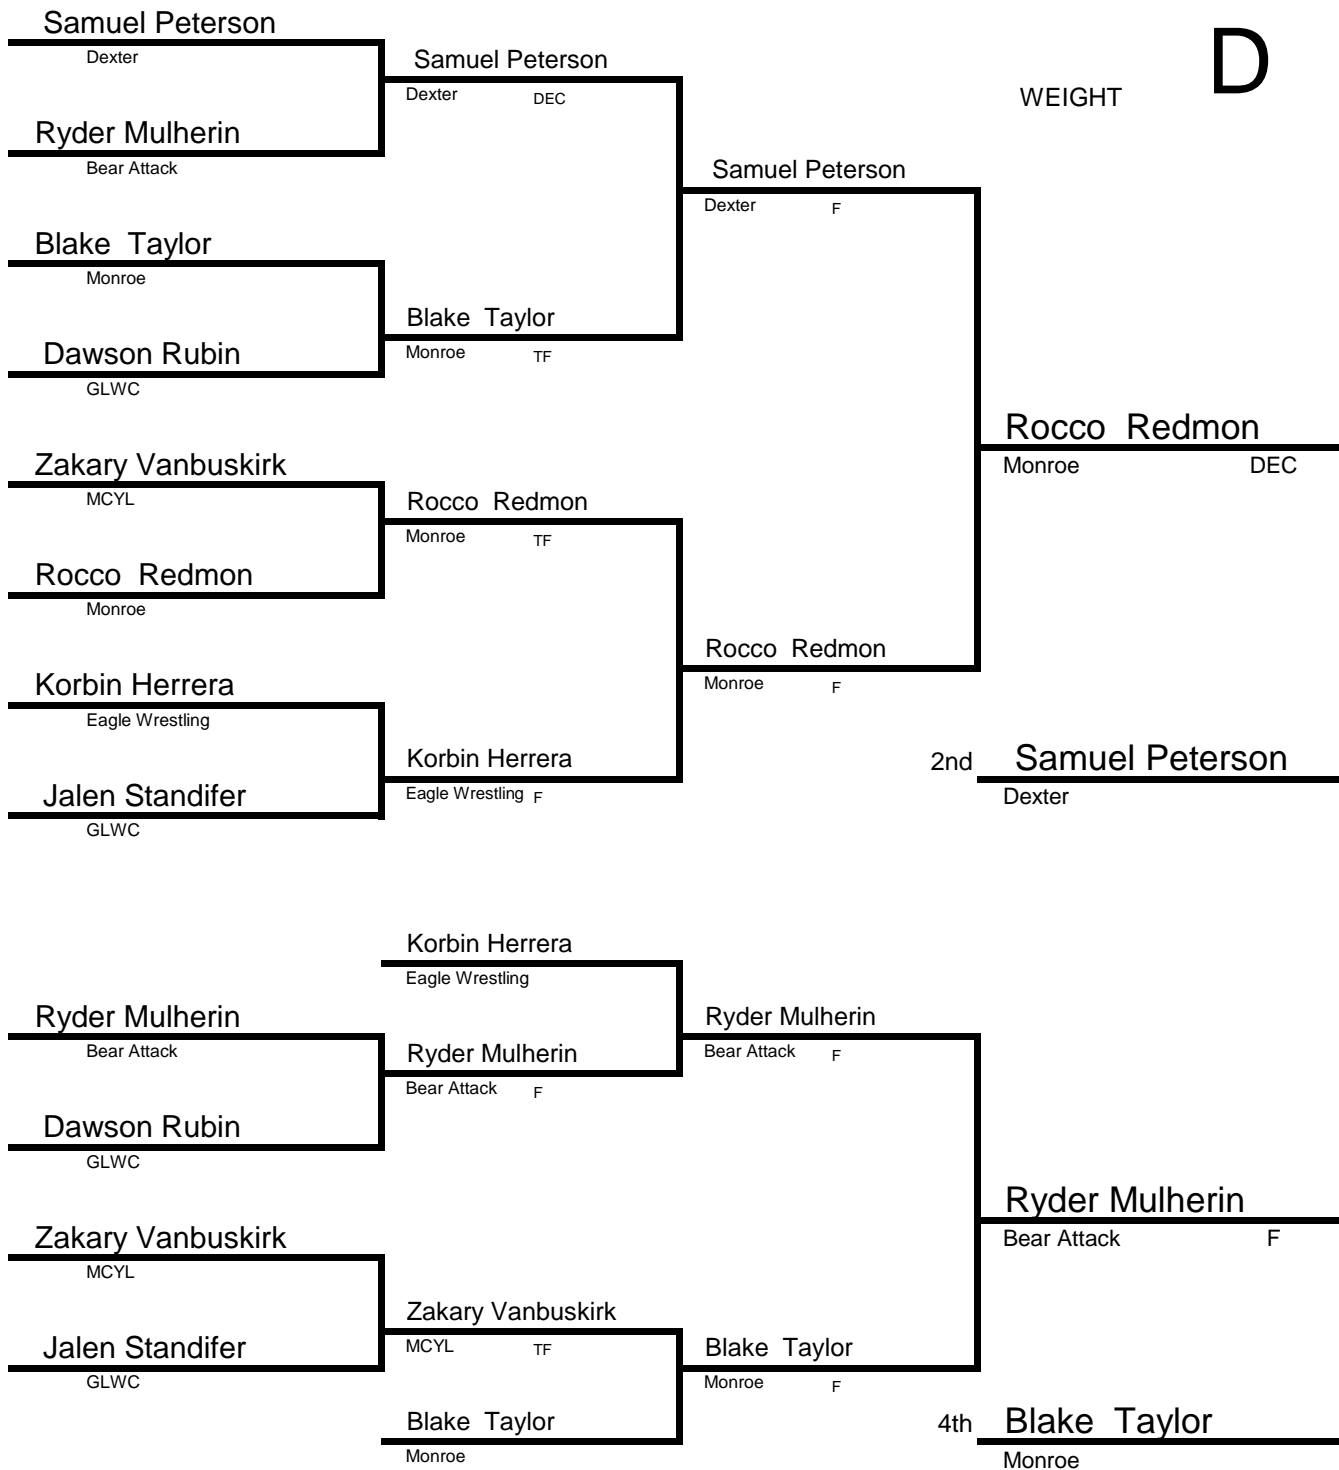 Samuel Peterson
Dexter
Samuel Peterson
Dexter DEC
D
WEIGHT
Ryder Mulherin
Bear Attack
Samuel Peterson
Dexter F
Blake Taylor
Monroe
Blake Taylor
Monroe TF
Dawson Rubin
GLWC
Rocco Redmon
Monroe DEC
Zakary Vanbuskirk
MCYL
Rocco Redmon
Monroe TF
Rocco Redmon
Monroe
Rocco Redmon
Monroe F
Korbin Herrera
Eagle Wrestling
Korbin Herrera
Eagle Wrestling F
2nd Samuel Peterson
Dexter
Jalen Standifer
GLWC
Korbin Herrera
Eagle Wrestling
Ryder Mulherin
Bear Attack
Ryder Mulherin
Bear Attack F
Ryder Mulherin
Bear Attack F
Dawson Rubin
GLWC
Ryder Mulherin
Bear Attack F
Zakary Vanbuskirk
MCYL
Zakary Vanbuskirk
MCYL TF
Jalen Standifer
GLWC
Blake Taylor
Monroe F
Blake Taylor
Monroe
4th Blake Taylor
Monroe